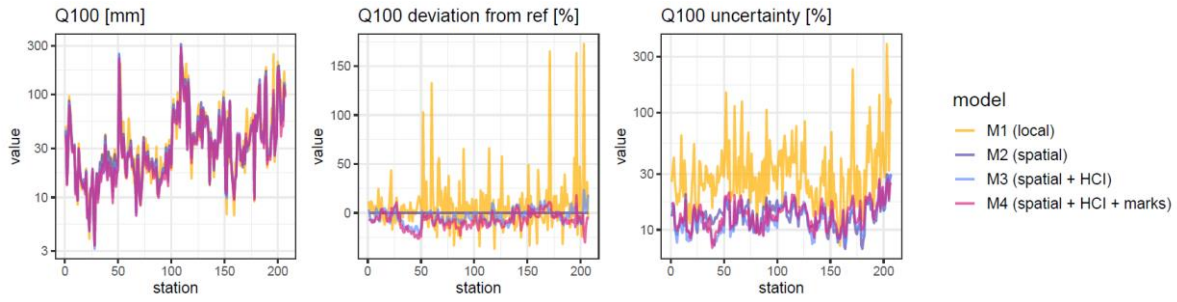 Q100 [mm]
300
100
30
10
3
0 50 100 150 200
value
station
Q100 deviation from ref [%]
150
100
50
0
0 50 100 150 200
value
station
Q100 uncertainty [%]
300
100
30
10
0 50 100 150 200
value
station
model
M1 (local)
M2 (spatial)
M3 (spatial + HCI)
M4 (spatial + HCI + marks)